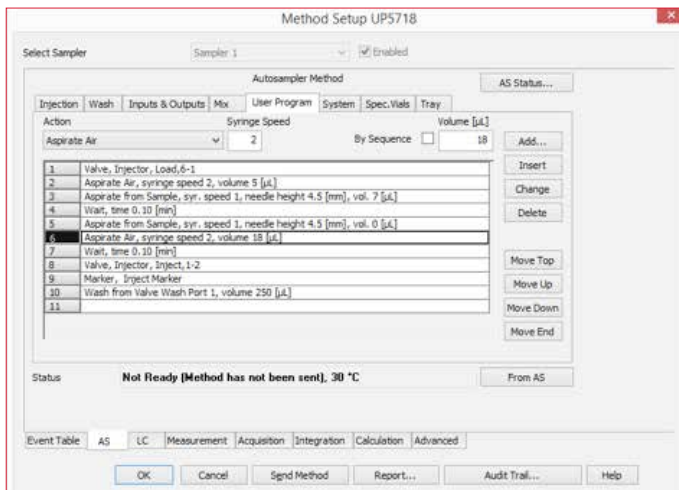 Method Setup UP5718
Select Sampler Sampler 1 Enabled
Autosampler Method AS Status...
Injection Wash Inputs & Outputs Mix User Program System Spec.Vials Tray
Action Syringe Speed Volume [µL]
Aspirate Air 2 By Sequence 18 Add...
1 Valve, Injector, Load,6-1
2 Aspirate Air, syringe speed 2, volume 5 [µL]
3 Aspirate from Sample, syr. speed 1, needle height 4.5 [mm], vol. 7 [µL]
4 Wait, time 0.10 [min]
5 Aspirate from Sample, syr. speed 1, needle height 4.5 [mm], vol. 0 [µL]
6 Aspirate Air, syringe speed 2, volume 18 [µL]
7 Wait, time 0.10 [min]
8 Valve, Injector, Inject,1-2
9 Marker, Inject Marker
10 Wash from Valve Wash Port 1, volume 250 [µL]
11
Insert
Change
Delete
Move Top
Move Up
Move Down
Move End
Status Not Ready (Method has not been sent), 30 °C From AS
Event Table AS LC Measurement Acquisition Integration Calculation Advanced
OK Cancel Send Method Report... Audit Trail... Help